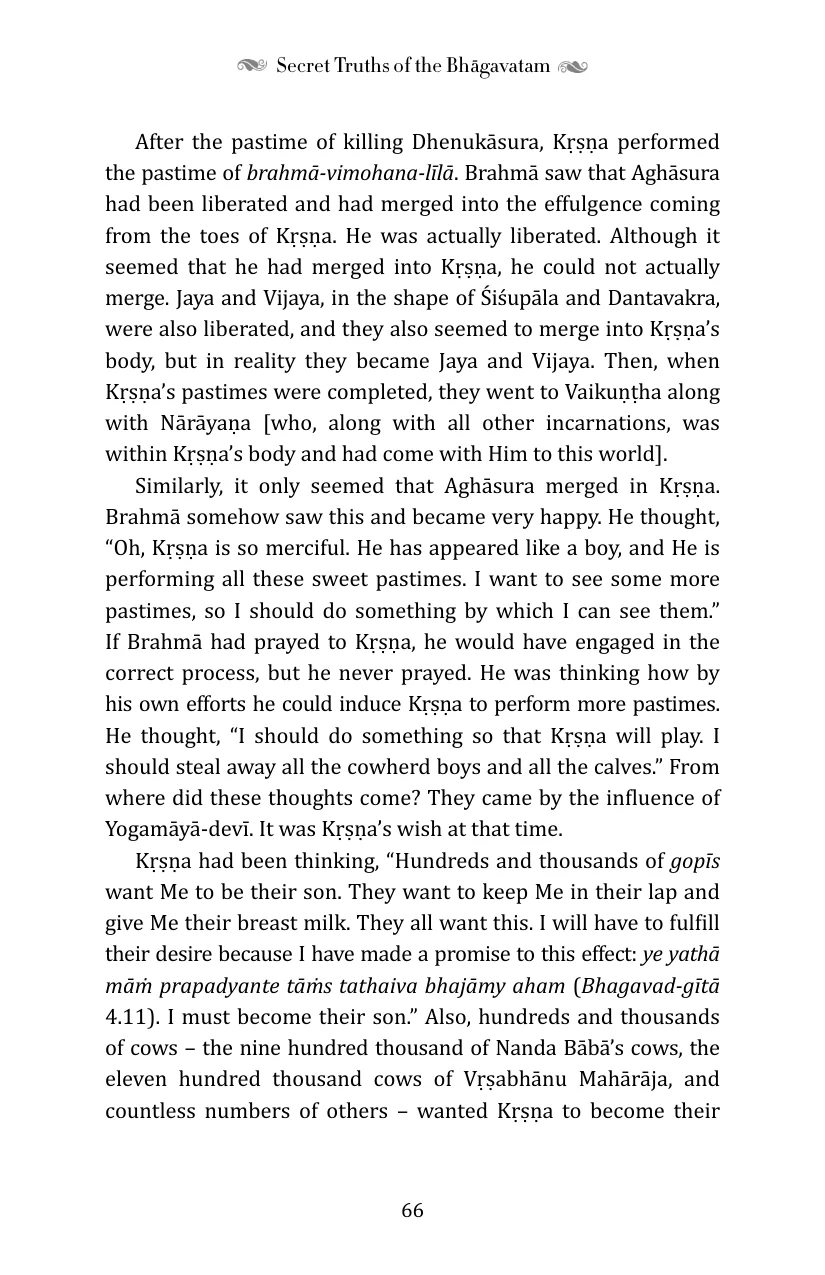 Secret Truths of the Bhāgavatam
After the pastime of killing Dhenukāsura, Kṛṣṇa performed
the pastime of brahmā-vimohana-līlā. Brahmā saw that Aghāsura
had been liberated and had merged into the effulgence coming
from the toes of Kṛṣṇa. He was actually liberated. Although it
seemed that he had merged into Kṛṣṇa, he could not actually
merge. Jaya and Vijaya, in the shape of Śiśupāla and Dantavakra,
were also liberated, and they also seemed to merge into Kṛṣṇa’s
body, but in reality they became Jaya and Vijaya. Then, when
Kṛṣṇa’s pastimes were completed, they went to Vaikuṇṭha along
with Nārāyaṇa [who, along with all other incarnations, was
within Kṛṣṇa’s body and had come with Him to this world].
Similarly, it only seemed that Aghāsura merged in Kṛṣṇa.
Brahmā somehow saw this and became very happy. He thought,
“Oh, Kṛṣṇa is so merciful. He has appeared like a boy, and He is
performing all these sweet pastimes. I want to see some more
pastimes, so I should do something by which I can see them.”
If Brahmā had prayed to Kṛṣṇa, he would have engaged in the
correct process, but he never prayed. He was thinking how by
his own efforts he could induce Kṛṣṇa to perform more pastimes.
He thought, “I should do something so that Kṛṣṇa will play. I
should steal away all the cowherd boys and all the calves.” From
where did these thoughts come? They came by the influence of
Yogamāyā-devī. It was Kṛṣṇa’s wish at that time.
Kṛṣṇa had been thinking, “Hundreds and thousands of gopīs
want Me to be their son. They want to keep Me in their lap and
give Me their breast milk. They all want this. I will have to fulfill
their desire because I have made a promise to this effect: ye yathā
māṁ prapadyante tāṁs tathaiva bhajāmy aham (Bhagavad-gītā
4.11). I must become their son.” Also, hundreds and thousands
of cows – the nine hundred thousand of Nanda Bābā’s cows, the
eleven hundred thousand cows of Vṛṣabhānu Mahārāja, and
countless numbers of others – wanted Kṛṣṇa to become their
66